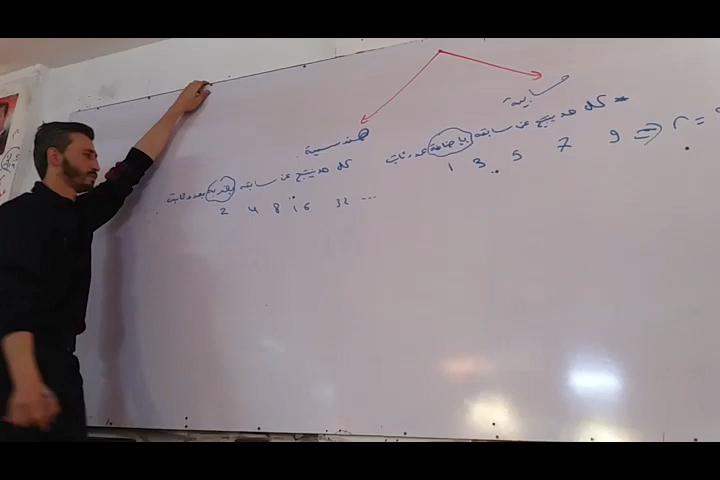 حسابية
* كل حد ينتج عن سابقه بإضافة عدد ثابت
1 3 5 7 9 ⇒ r =
هندسية
كل حد ينتج عن سابقه بضربه بعدد ثابت
2 4 8 16 32 ...